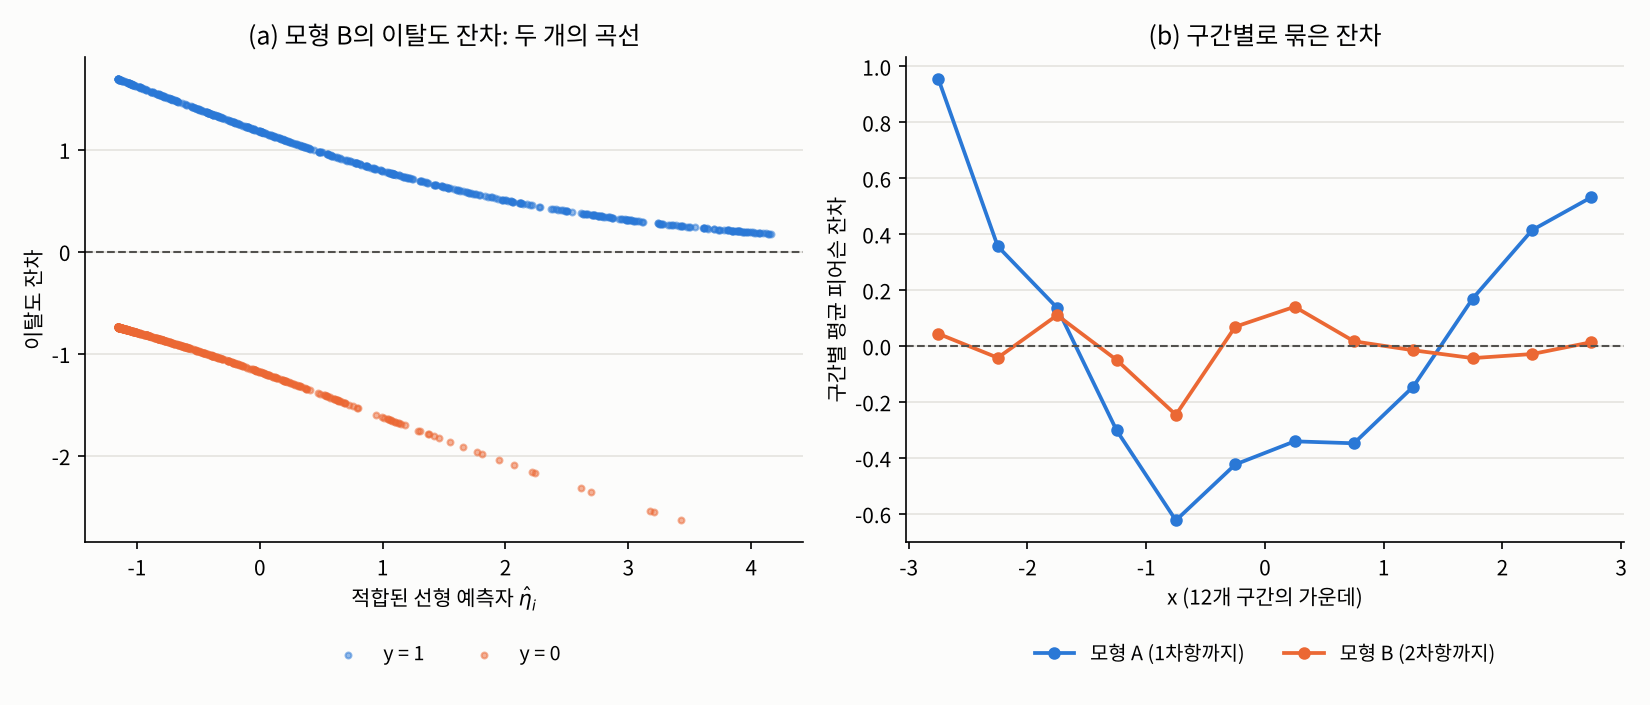 (a) 모형 B의 이탈도 잔차: 두 개의 곡선
이탈도 잔차
1
0
-1
-2
-1 0 1 2 3 4
적합된 선형 예측자 η̂ᵢ
y = 1 y = 0
(b) 구간별로 묶은 잔차
구간별 평균 피어슨 잔차
1.0
0.8
0.6
0.4
0.2
0.0
-0.2
-0.4
-0.6
-3 -2 -1 0 1 2 3
x (12개 구간의 가운데)
모형 A (1차항까지) 모형 B (2차항까지)